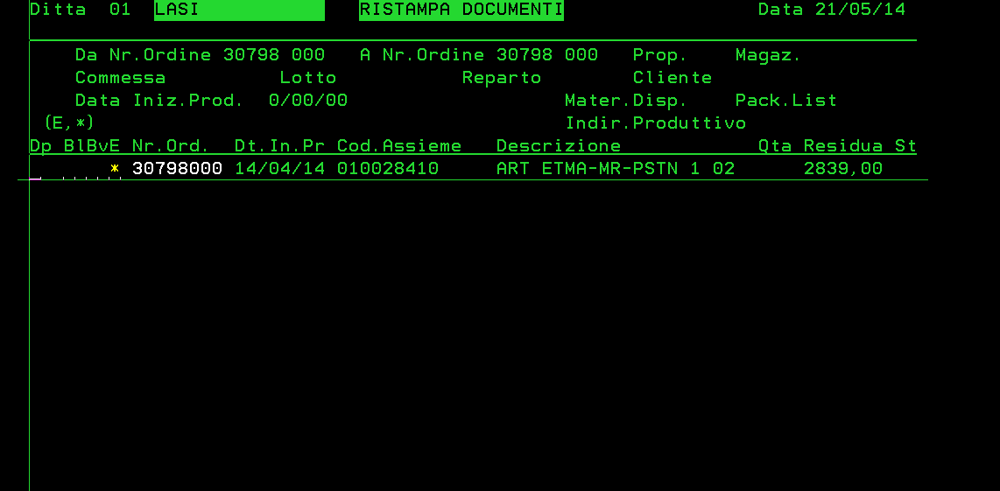 Ditta 01 LASI RISTAMPA DOCUMENTI Data 21/05/14
Da Nr.Ordine 30798 000 A Nr.Ordine 30798 000 Prop. Magaz.
Commessa Lotto Reparto Cliente
Data Iniz.Prod. 0/00/00 Mater.Disp. Pack.List
(E,*) Indir.Produttivo
Dp BlBvE Nr.Ord. Dt.In.Pr Cod.Assieme Descrizione Qta Residua St
* 30798000 14/04/14 010028410 ART ETMA-MR-PSTN 1 02 2839,00